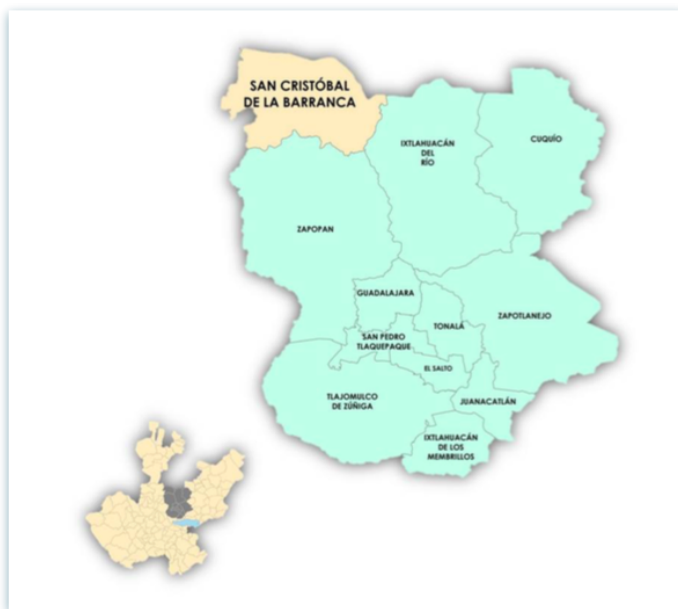 SAN CRISTÓBAL
DE LA BARRANCA
IXTLAHUACÁN
DEL
RÍO
CUQUÍO
ZAPOPAN
GUADALAJARA
ZAPOTLANEJO
TONALÁ
SAN PEDRO
TLAQUEPAQUE
EL SALTO
TLAJOMULCO
DE ZÚÑIGA
JUANACATLÁN
IXTLAHUACÁN
DE LOS
MEMBRILLOS